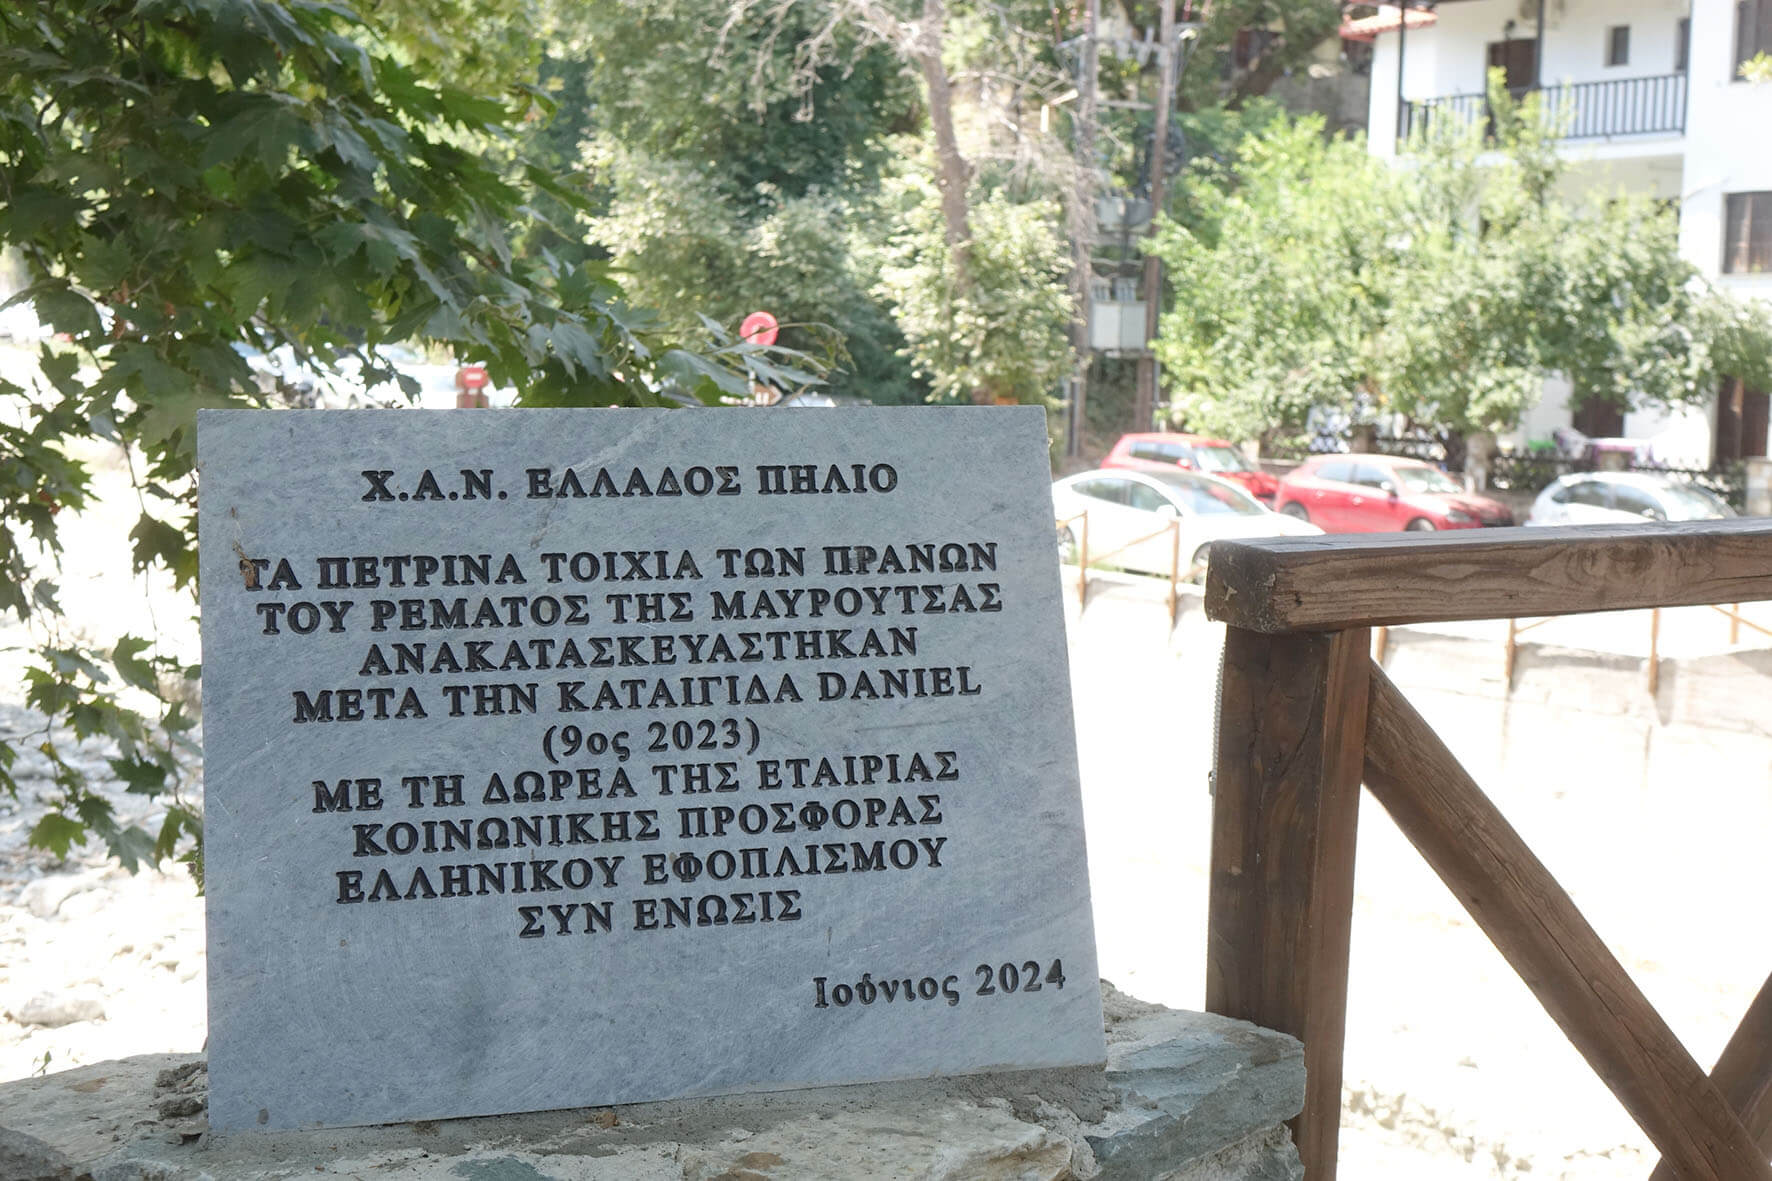 Χ.Α.Ν. ΕΛΛΑΔΟΣ ΠΗΛΙΟ
ΤΑ ΠΕΤΡΙΝΑ ΤΟΙΧΙΑ ΤΩΝ ΠΡΑΝΩΝ
ΤΟΥ ΡΕΜΑΤΟΣ ΤΗΣ ΜΑΥΡΟΥΤΣΑΣ
ΑΝΑΚΑΤΑΣΚΕΥΑΣΤΗΚΑΝ
ΜΕΤΑ ΤΗΝ ΚΑΤΑΙΓΙΔΑ DANIEL
(9ος 2023)
ΜΕ ΤΗ ΔΩΡΕΑ ΤΗΣ ΕΤΑΙΡΙΑΣ
ΚΟΙΝΩΝΙΚΗΣ ΠΡΟΣΦΟΡΑΣ
ΕΛΛΗΝΙΚΟΥ ΕΦΟΠΛΙΣΜΟΥ
ΣΥΝ ΕΝΩΣΙΣ
Ιούνιος 2024